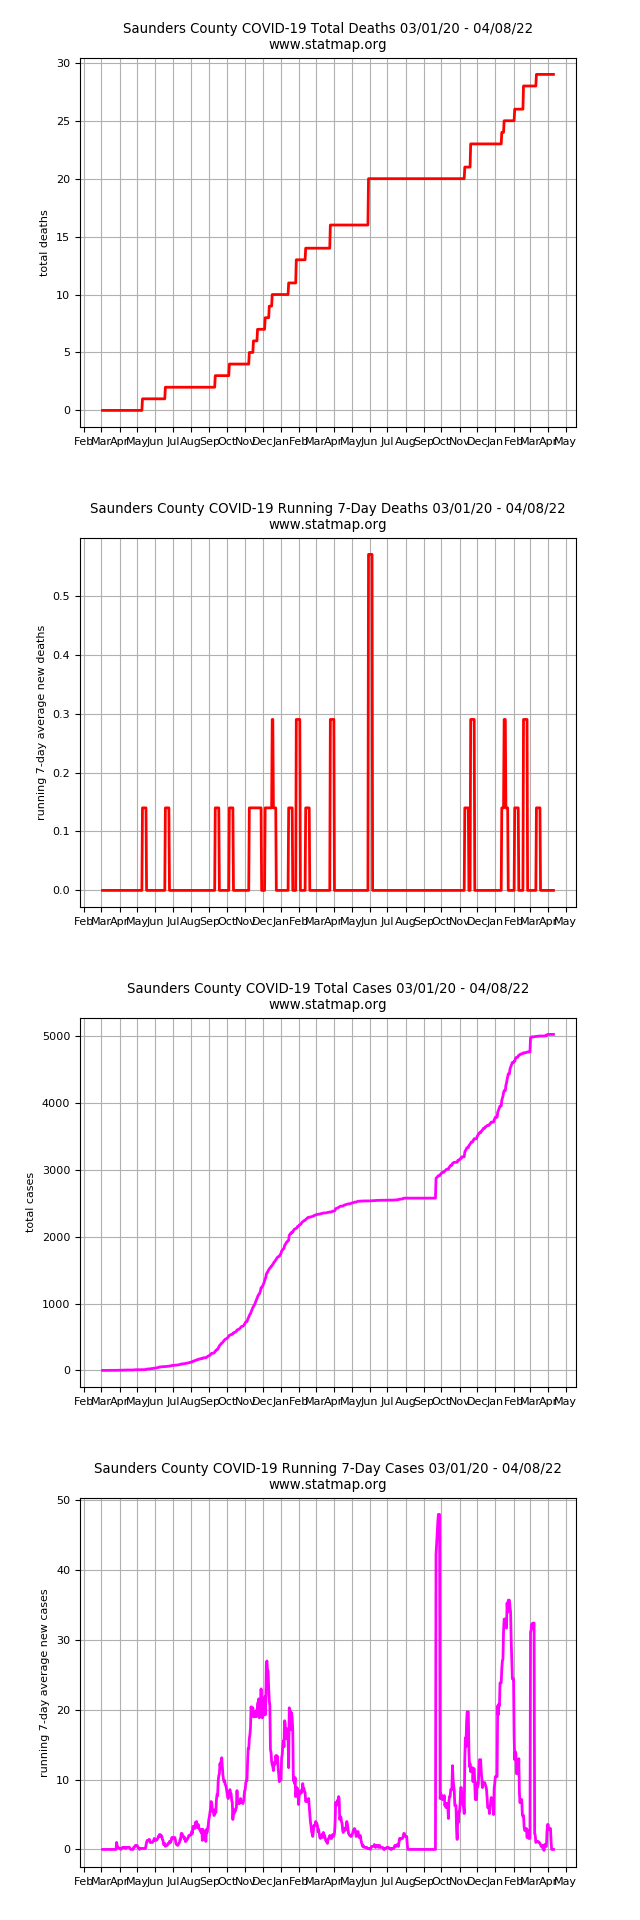 Saunders County COVID-19 Total Deaths 03/01/20 - 04/08/22
www.statmap.org
30
25
20
15
10
5
0
total deaths
Feb Mar Apr May Jun Jul Aug Sep Oct Nov Dec Jan Feb Mar Apr May Jun Jul Aug Sep Oct Nov Dec Jan Feb Mar Apr May
Saunders County COVID-19 Running 7-Day Deaths 03/01/20 - 04/08/22
www.statmap.org
0.5
0.4
0.3
0.2
0.1
0.0
running 7-day average new deaths
Feb Mar Apr May Jun Jul Aug Sep Oct Nov Dec Jan Feb Mar Apr May Jun Jul Aug Sep Oct Nov Dec Jan Feb Mar Apr May
Saunders County COVID-19 Total Cases 03/01/20 - 04/08/22
www.statmap.org
5000
4000
3000
2000
1000
0
total cases
Feb Mar Apr May Jun Jul Aug Sep Oct Nov Dec Jan Feb Mar Apr May Jun Jul Aug Sep Oct Nov Dec Jan Feb Mar Apr May
Saunders County COVID-19 Running 7-Day Cases 03/01/20 - 04/08/22
www.statmap.org
50
40
30
20
10
0
running 7-day average new cases
Feb Mar Apr May Jun Jul Aug Sep Oct Nov Dec Jan Feb Mar Apr May Jun Jul Aug Sep Oct Nov Dec Jan Feb Mar Apr May